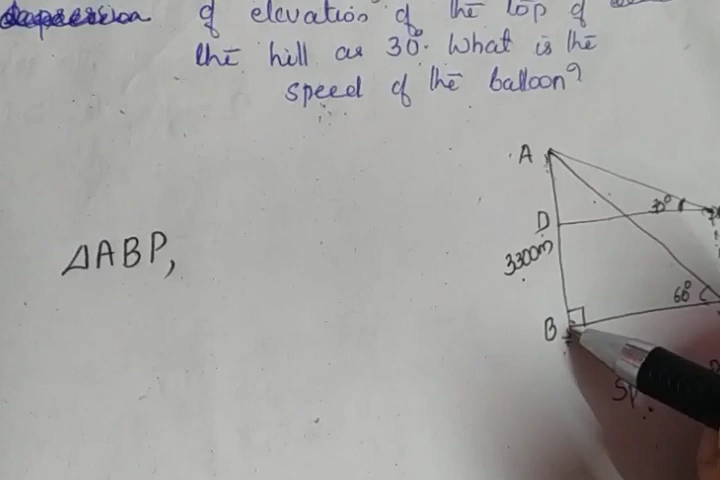 of elevation of the top of
the hill as 30°. What is the
speed of the balloon?
A
30°
D
3300m
ΔABP,
60°
B